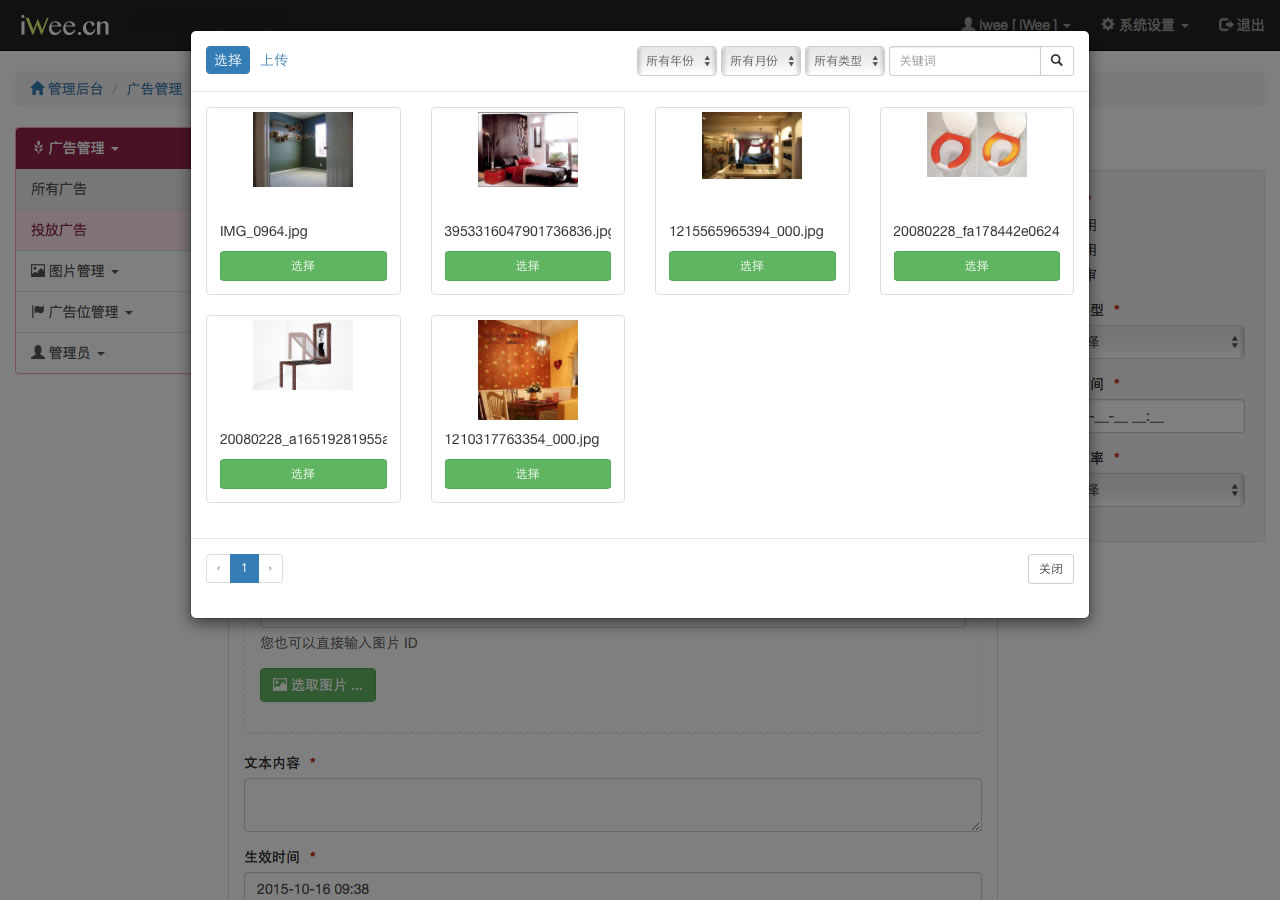 iWee.cn
iwee [ iWee ]
系统设置
退出
管理后台 / 广告管理
选择 上传
所有年份 所有月份 所有类型 关键词
广告管理
所有广告
投放广告
图片管理
广告位管理
管理员
IMG_0964.jpg
选择
3953316047901736836.jpg
选择
1215565965394_000.jpg
选择
20080228_fa178442e0624
选择
20080228_a16519281955a
选择
1210317763354_000.jpg
选择
型 *
择
间 *
-__-__ __:__
率 *
择
‹ 1 ›
关闭
您也可以直接输入图片 ID
选取图片 ...
文本内容 *
生效时间 *
2015-10-16 09:38